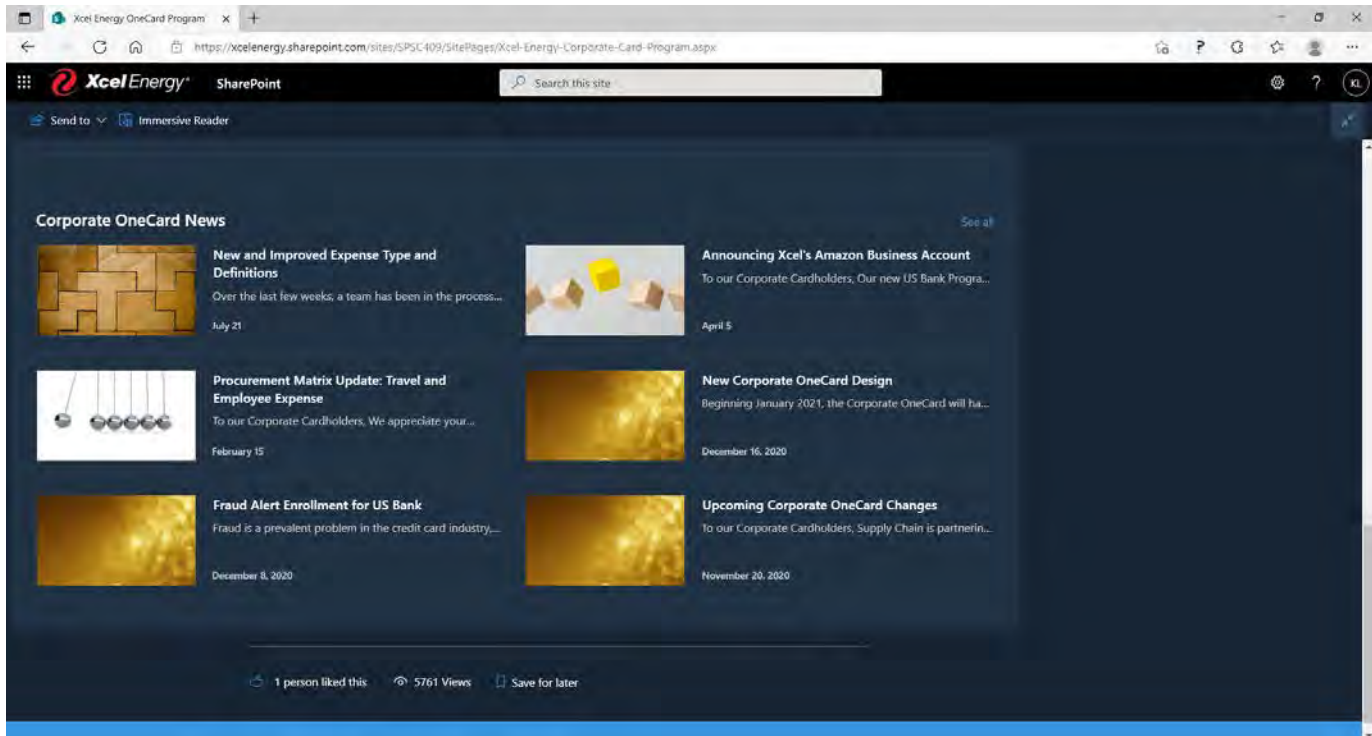 Xcel Energy OneCard Program
https://xcelenergy.sharepoint.com/sites/SPSC409/SitePages/Xcel-Energy-Corporate-Card-Program.aspx
Xcel Energy SharePoint Search this site KL
Send to Immersive Reader
Corporate OneCard News
See all
New and Improved Expense Type and
Definitions
Over the last few weeks, a team has been in the process...
July 21
Announcing Xcel's Amazon Business Account
To our Corporate Cardholders, Our new US Bank Progra...
April 5
Procurement Matrix Update: Travel and
Employee Expense
To our Corporate Cardholders, We appreciate your...
February 15
New Corporate OneCard Design
Beginning January 2021, the Corporate OneCard will ha...
December 16, 2020
Fraud Alert Enrollment for US Bank
Fraud is a prevalent problem in the credit card industry,...
December 8, 2020
Upcoming Corporate OneCard Changes
To our Corporate Cardholders, Supply Chain is partnerin...
November 20, 2020
1 person liked this 5761 Views Save for later